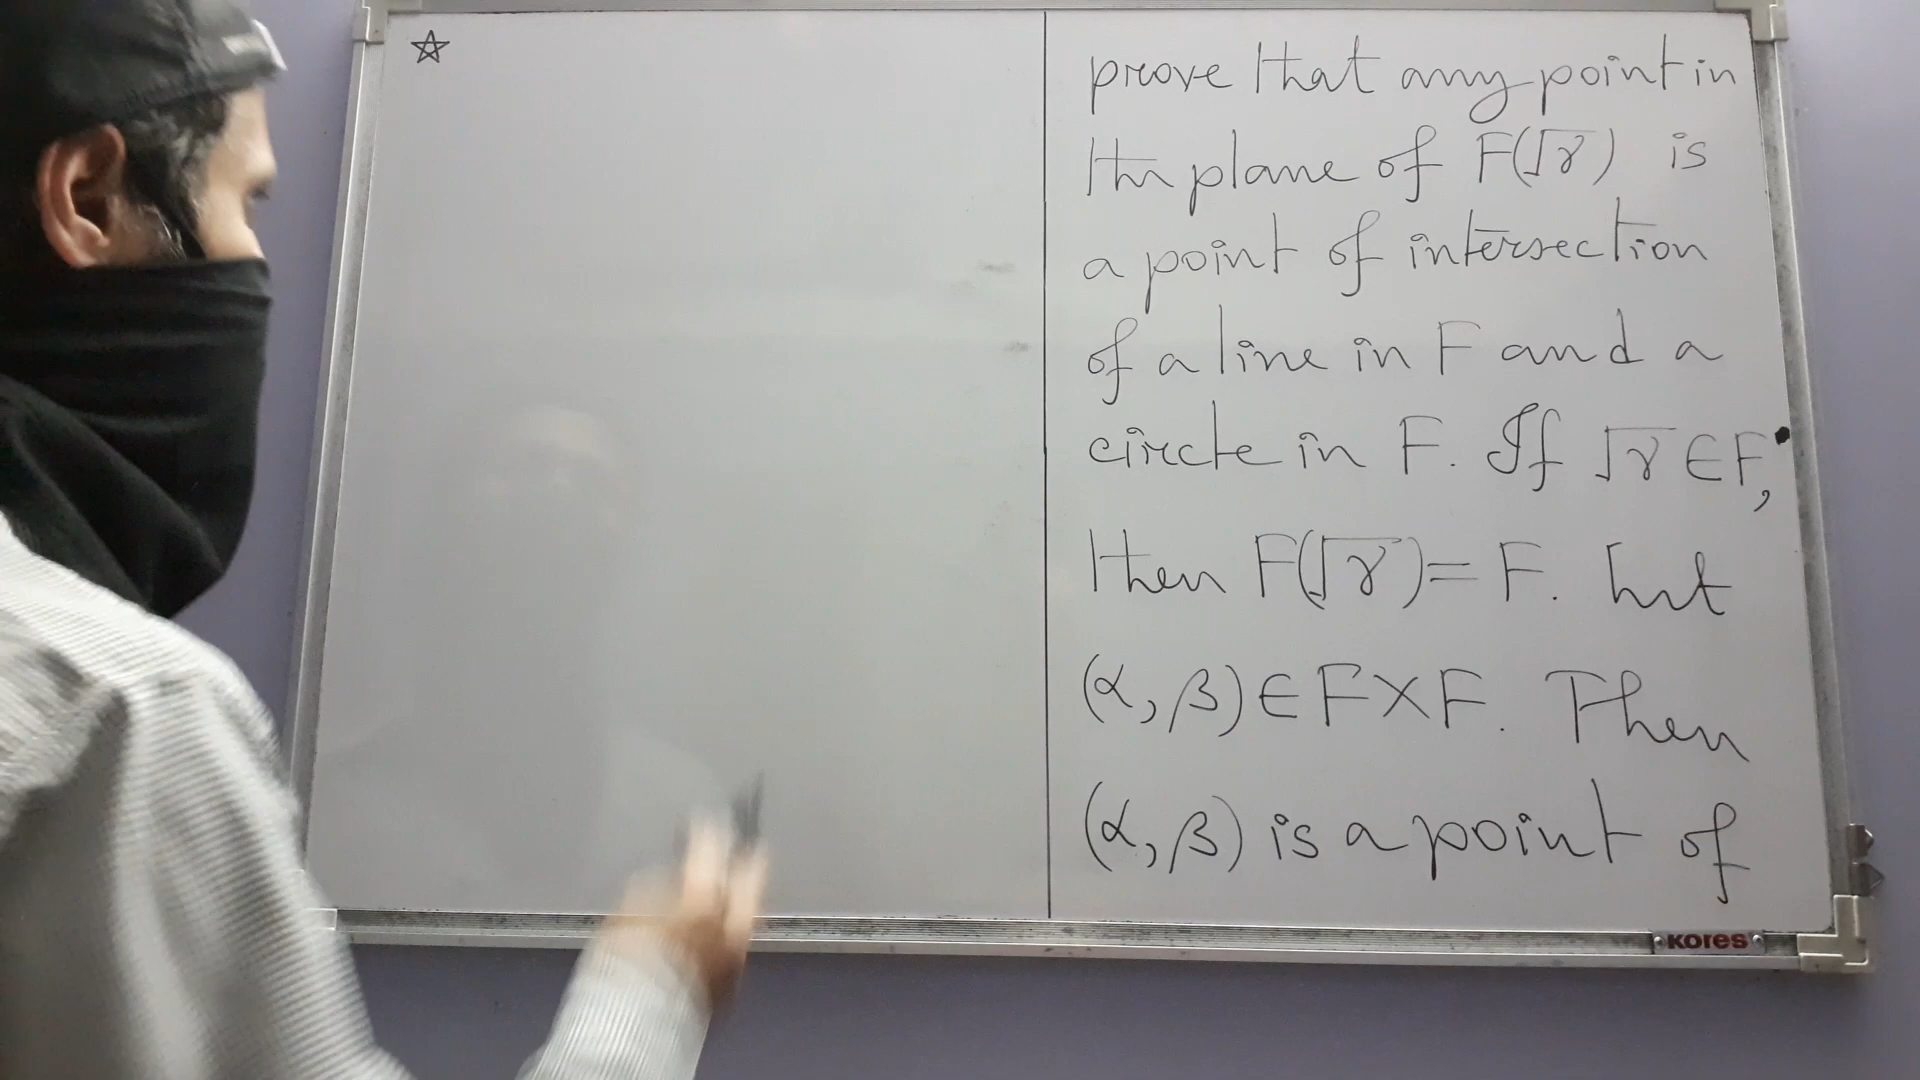 prove that any point in
the plane of F(√γ) is
a point of intersection
of a line in F and a
circle in F. If √γ ∈ F,
then F(√γ) = F. Let
(α, β) ∈ F × F. Then
(α, β) is a point of
KORES